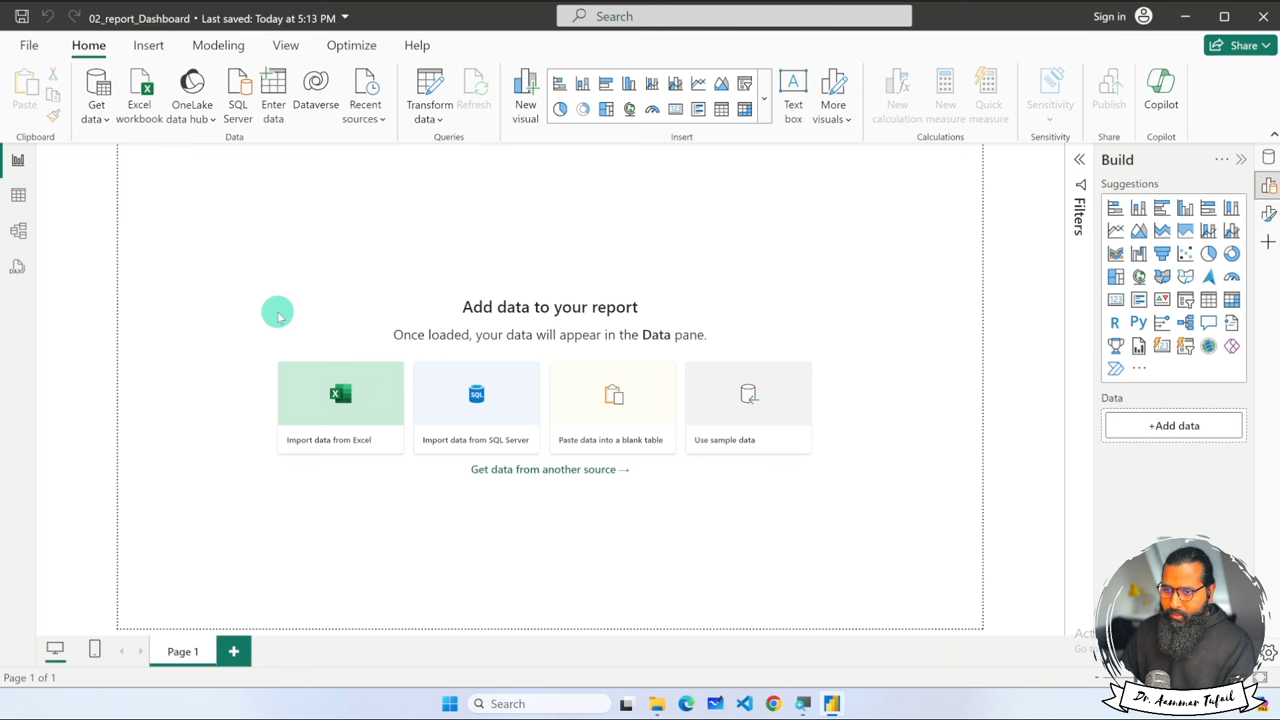 02_report_Dashboard • Last saved: Today at 5:13 PM
Search
Sign in
File
Home
Insert
Modeling
View
Optimize
Help
Share
Paste
Get data
Excel workbook
OneLake data hub
SQL Server
Enter data
Dataverse
Recent sources
Transform data
Refresh
New visual
A
Text box
More visuals
New calculation
New measure
Quick measure
Sensitivity
Publish
Copilot
Clipboard
Data
Queries
Insert
Calculations
Sensitivity
Share
Copilot
Filters
Build
Suggestions
123
R
Py
123
Data
+Add data
Add data to your report
Once loaded, your data will appear in the Data pane.
SQL
Import data from Excel
Import data from SQL Server
Paste data into a blank table
Use sample data
Get data from another source →
Page 1
Page 1 of 1
Search
Dr. Aammar Tufail